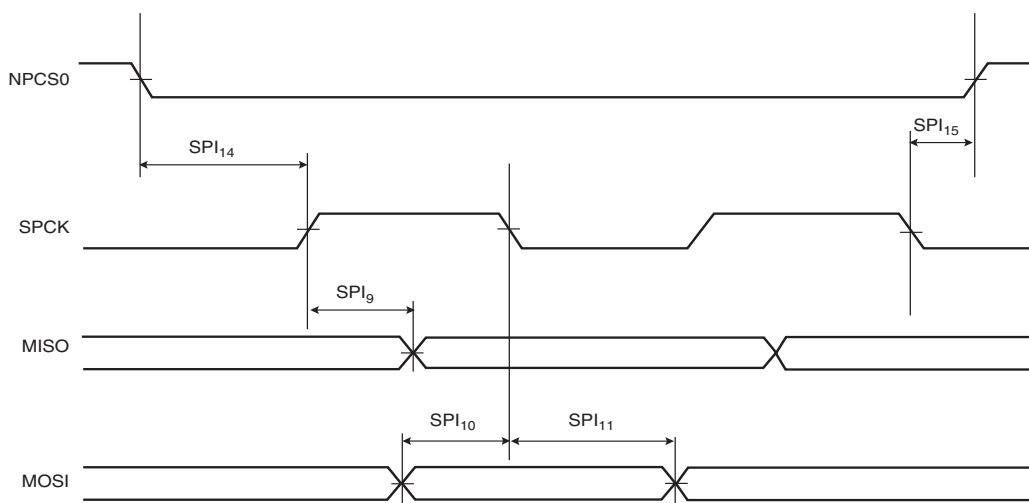 NPCS0
SPI₁₅
SPI₁₄
SPCK
SPI₉
MISO
SPI₁₀
SPI₁₁
MOSI